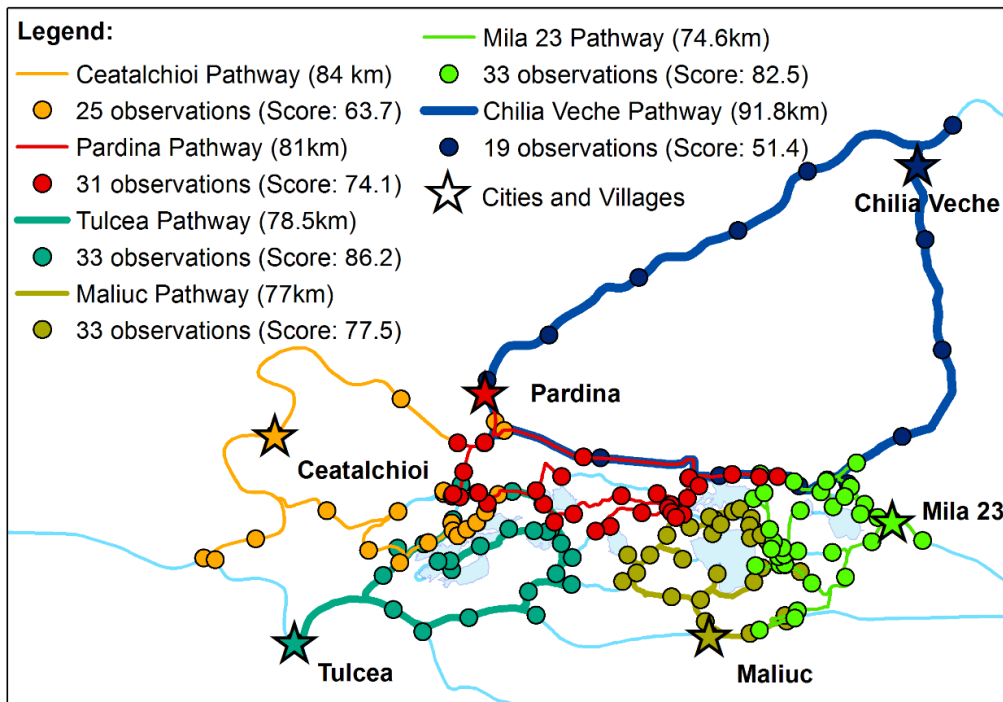 Legend:
Ceatalchioi Pathway (84 km)
25 observations (Score: 63.7)
Pardina Pathway (81km)
31 observations (Score: 74.1)
Tulcea Pathway (78.5km)
33 observations (Score: 86.2)
Maliuc Pathway (77km)
33 observations (Score: 77.5)
Mila 23 Pathway (74.6km)
33 observations (Score: 82.5)
Chilia Veche Pathway (91.8km)
19 observations (Score: 51.4)
Cities and Villages
Chilia Veche
Pardina
Ceatalchioi
Mila 23
Tulcea
Maliuc